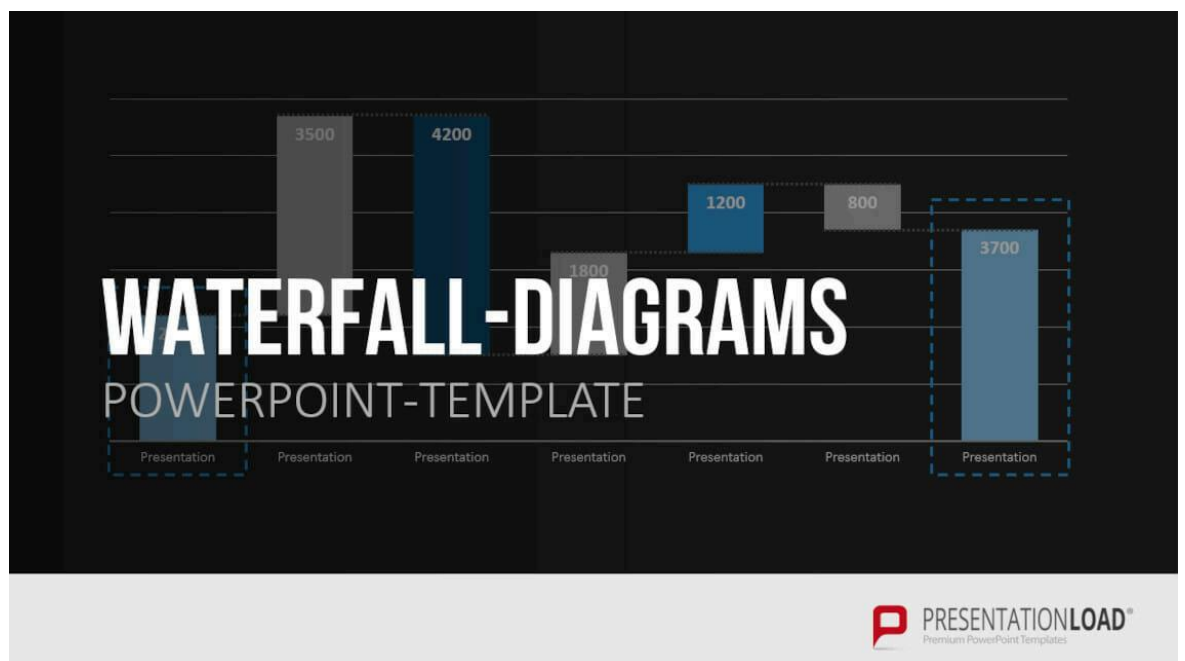 3500 4200
1200 800
3700
1800
WATERFALL-DIAGRAMS
POWERPOINT-TEMPLATE
Presentation Presentation Presentation Presentation Presentation Presentation Presentation
PRESENTATIONLOAD®
Premium PowerPoint Templates